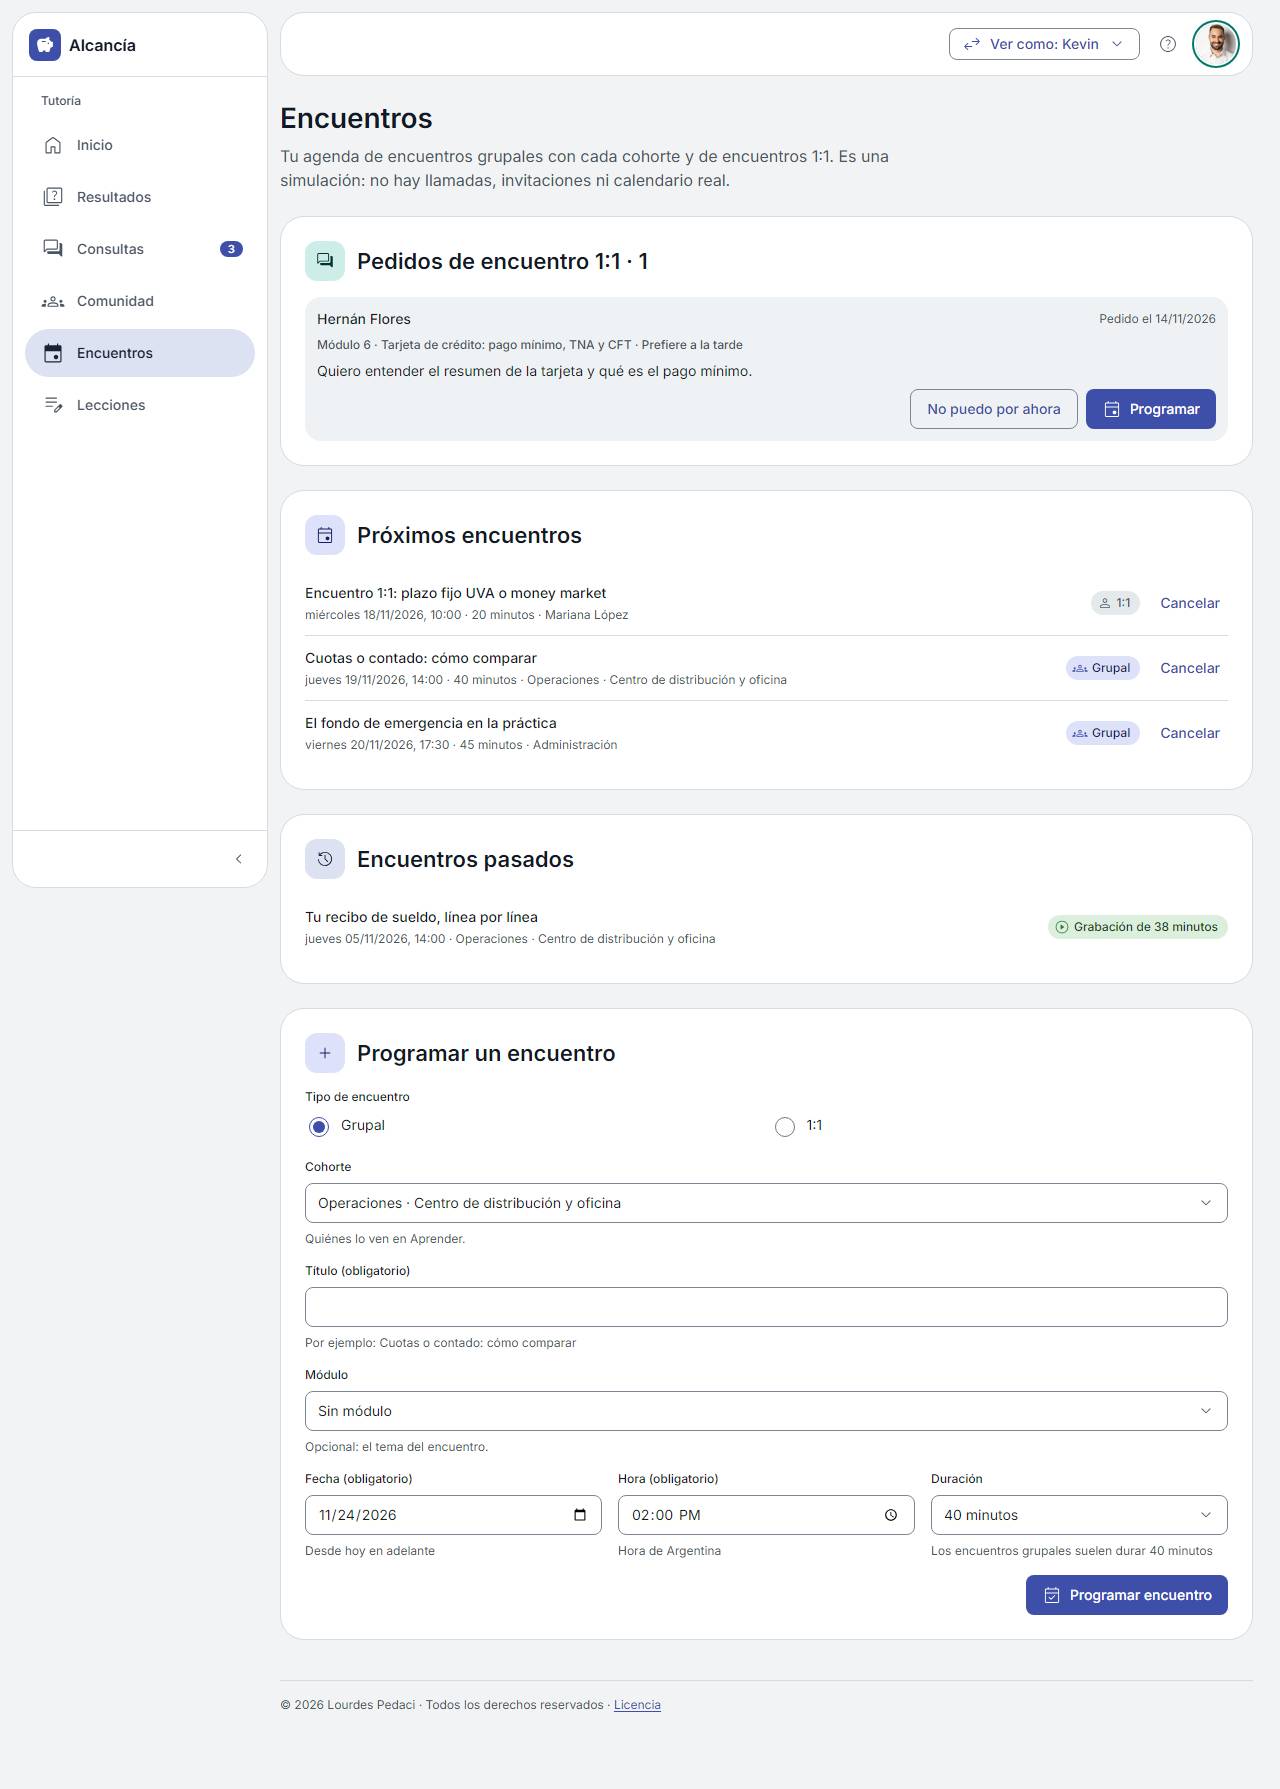 Alcancía
Ver como: Kevin
Tutoría
Inicio
Resultados
Consultas 3
Comunidad
Encuentros
Lecciones
Encuentros
Tu agenda de encuentros grupales con cada cohorte y de encuentros 1:1. Es una
simulación: no hay llamadas, invitaciones ni calendario real.
Pedidos de encuentro 1:1 · 1
Hernán Flores
Pedido el 14/11/2026
Módulo 6 · Tarjeta de crédito: pago mínimo, TNA y CFT · Prefiere a la tarde
Quiero entender el resumen de la tarjeta y qué es el pago mínimo.
No puedo por ahora
Programar
Próximos encuentros
Encuentro 1:1: plazo fijo UVA o money market
miércoles 18/11/2026, 10:00 · 20 minutos · Mariana López
1:1
Cancelar
Cuotas o contado: cómo comparar
jueves 19/11/2026, 14:00 · 40 minutos · Operaciones · Centro de distribución y oficina
Grupal
Cancelar
El fondo de emergencia en la práctica
viernes 20/11/2026, 17:30 · 45 minutos · Administración
Grupal
Cancelar
Encuentros pasados
Tu recibo de sueldo, línea por línea
jueves 05/11/2026, 14:00 · Operaciones · Centro de distribución y oficina
Grabación de 38 minutos
Programar un encuentro
Tipo de encuentro
Grupal
1:1
Cohorte
Operaciones · Centro de distribución y oficina
Quiénes lo ven en Aprender.
Título (obligatorio)
Por ejemplo: Cuotas o contado: cómo comparar
Módulo
Sin módulo
Opcional: el tema del encuentro.
Fecha (obligatorio)
11/24/2026
Desde hoy en adelante
Hora (obligatorio)
02:00 PM
Hora de Argentina
Duración
40 minutos
Los encuentros grupales suelen durar 40 minutos
Programar encuentro
© 2026 Lourdes Pedaci · Todos los derechos reservados · Licencia